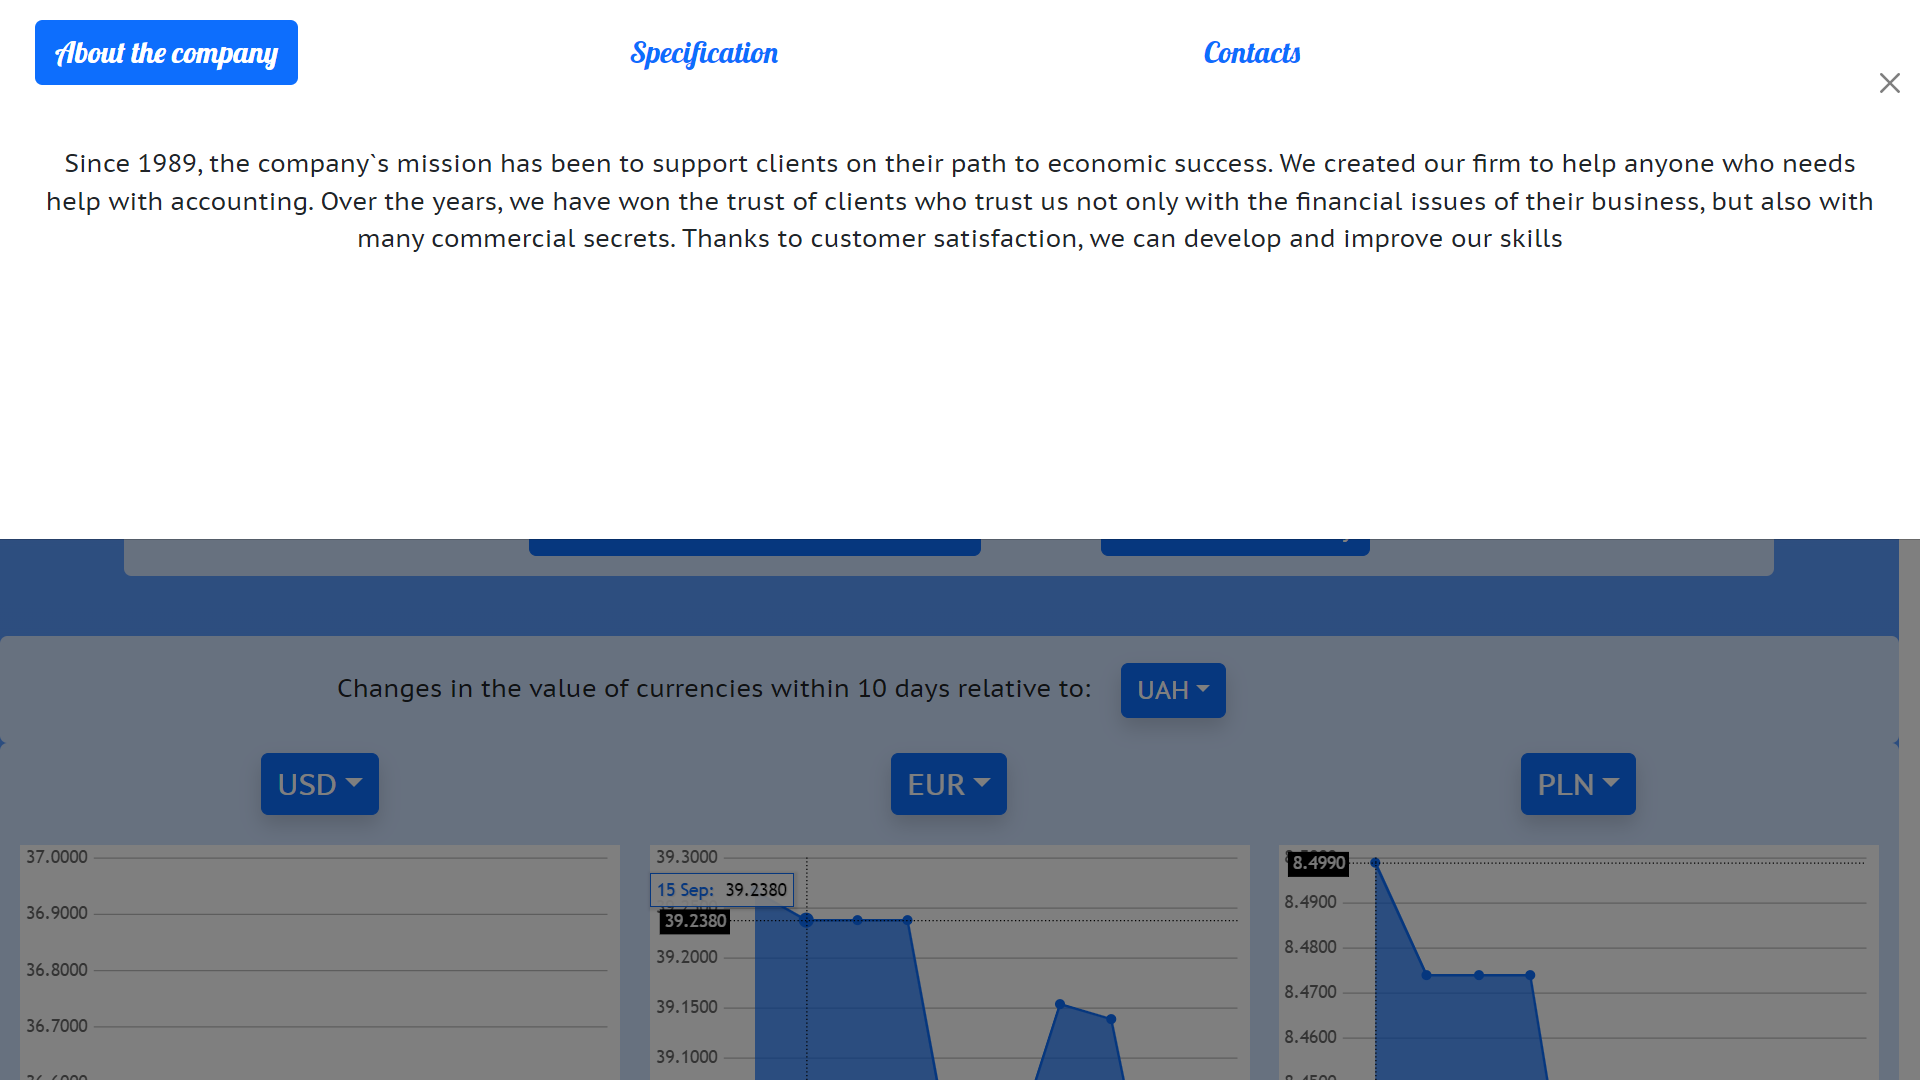 About the company
Specification
Contacts
Since 1989, the company`s mission has been to support clients on their path to economic success. We created our firm to help anyone who needs
help with accounting. Over the years, we have won the trust of clients who trust us not only with the financial issues of their business, but also with
many commercial secrets. Thanks to customer satisfaction, we can develop and improve our skills
Changes in the value of currencies within 10 days relative to:
UAH
USD
EUR
PLN
37.0000
36.9000
36.8000
36.7000
39.3000
15 Sep: 39.2380
39.2380
39.2000
39.1500
39.1000
8.4990
8.4900
8.4800
8.4700
8.4600